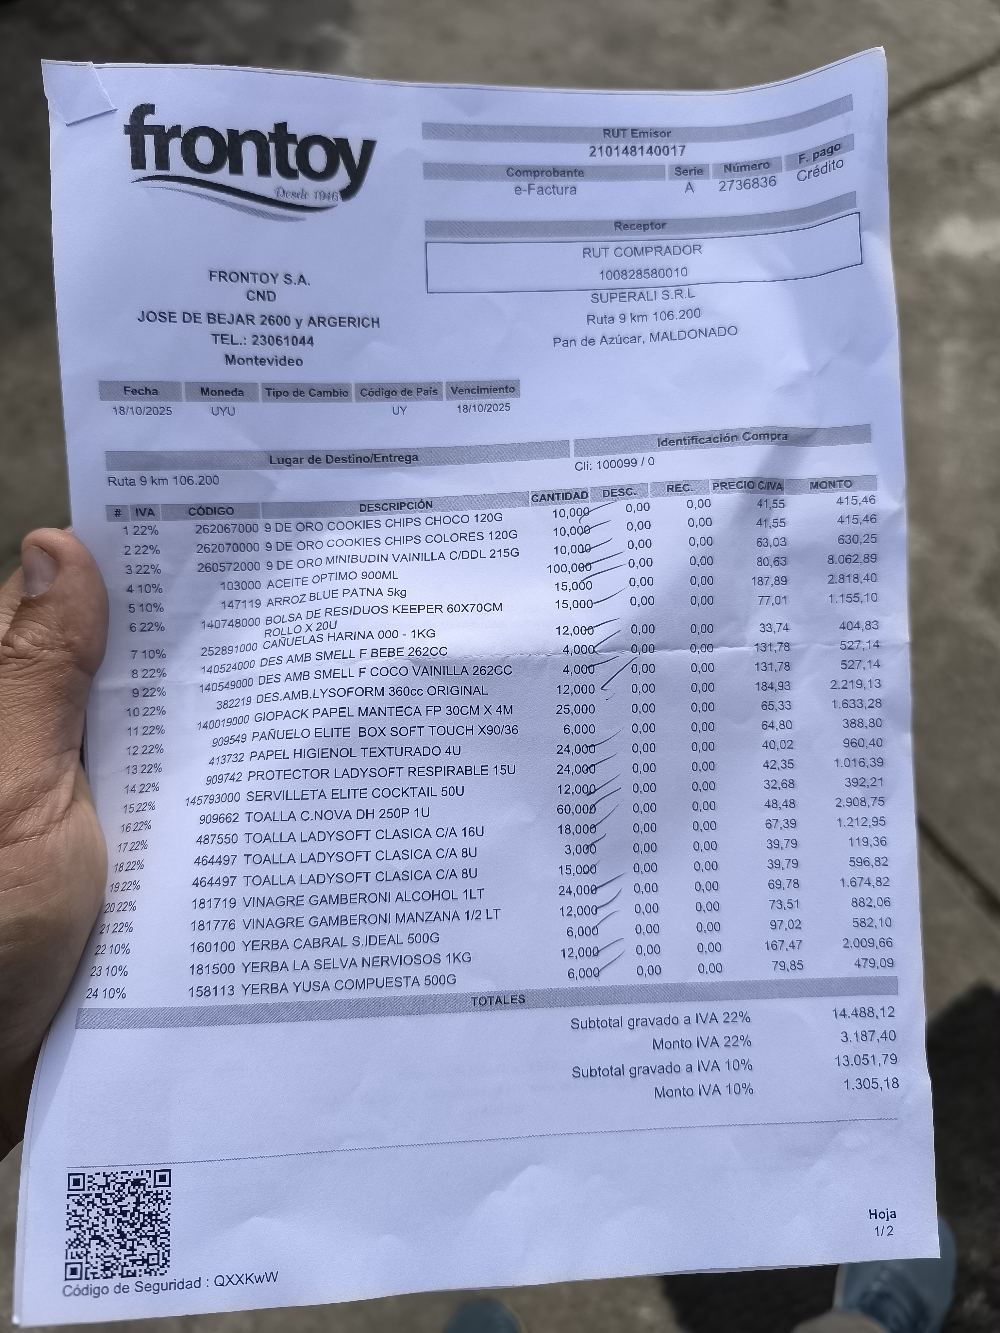 frontoy
Desde 1946
RUT Emisor
210148140017
Comprobante Serie Número F. pago
e-Factura A 2736836 Crédito
Receptor
RUT COMPRADOR
100828580010
SUPERALI S.R.L
Ruta 9 km 106.200
Pan de Azúcar, MALDONADO
FRONTOY S.A.
CND
JOSE DE BEJAR 2600 y ARGERICH
TEL.: 23061044
Montevideo
Fecha Moneda Tipo de Cambio Código de País Vencimiento
18/10/2025 UYU UY 18/10/2025
Lugar de Destino/Entrega Identificación Compra
Ruta 9 km 106.200 Cli: 100099 / 0
# IVA CÓDIGO DESCRIPCIÓN CANTIDAD DESC. REC. PRECIO C/IVA MONTO
1 22% 262067000 9 DE ORO COOKIES CHIPS CHOCO 120G 10,000 0,00 0,00 41,55 415,46
2 22% 262070000 9 DE ORO COOKIES CHIPS COLORES 120G 10,000 0,00 0,00 41,55 415,46
3 22% 260572000 9 DE ORO MINIBUDIN VAINILLA C/DDL 215G 10,000 0,00 0,00 63,03 630,25
4 10% 103000 ACEITE OPTIMO 900ML 100,000 0,00 0,00 80,63 8.062,89
5 10% 147119 ARROZ BLUE PATNA 5kg 15,000 0,00 0,00 187,89 2.818,40
6 22% 140748000 BOLSA DE RESIDUOS KEEPER 60X70CM 15,000 0,00 0,00 77,01 1.155,10
ROLLO X 20U
7 10% 252891000 CAÑUELAS HARINA 000 - 1KG 12,000 0,00 0,00 33,74 404,83
8 22% 140524000 DES AMB SMELL F BEBE 262CC 4,000 0,00 0,00 131,78 527,14
9 22% 140549000 DES AMB SMELL F COCO VAINILLA 262CC 4,000 0,00 0,00 131,78 527,14
10 22% 382219 DES.AMB.LYSOFORM 360cc ORIGINAL 12,000 0,00 0,00 184,93 2.219,13
11 22% 140019000 GIOPACK PAPEL MANTECA FP 30CM X 4M 25,000 0,00 0,00 65,33 1.633,28
12 22% 909549 PAÑUELO ELITE BOX SOFT TOUCH X90/36 6,000 0,00 0,00 64,80 388,80
13 22% 413732 PAPEL HIGIENOL TEXTURADO 4U 24,000 0,00 0,00 40,02 960,40
14 22% 909742 PROTECTOR LADYSOFT RESPIRABLE 15U 24,000 0,00 0,00 42,35 1.016,39
15 22% 145793000 SERVILLETA ELITE COCKTAIL 50U 12,000 0,00 0,00 32,68 392,21
16 22% 909662 TOALLA C.NOVA DH 250P 1U 60,000 0,00 0,00 48,48 2.908,75
17 22% 487550 TOALLA LADYSOFT CLASICA C/A 16U 18,000 0,00 0,00 67,39 1.212,95
18 22% 464497 TOALLA LADYSOFT CLASICA C/A 8U 3,000 0,00 0,00 39,79 119,36
19 22% 464497 TOALLA LADYSOFT CLASICA C/A 8U 15,000 0,00 0,00 39,79 596,82
20 22% 181719 VINAGRE GAMBERONI ALCOHOL 1LT 24,000 0,00 0,00 69,78 1.674,82
21 22% 181776 VINAGRE GAMBERONI MANZANA 1/2 LT 12,000 0,00 0,00 73,51 882,06
22 10% 160100 YERBA CABRAL S.IDEAL 500G 6,000 0,00 0,00 97,02 582,10
23 10% 181500 YERBA LA SELVA NERVIOSOS 1KG 12,000 0,00 0,00 167,47 2.009,66
24 10% 158113 YERBA YUSA COMPUESTA 500G 6,000 0,00 0,00 79,85 479,09
TOTALES
Subtotal gravado a IVA 22% 14.488,12
Monto IVA 22% 3.187,40
Subtotal gravado a IVA 10% 13.051,79
Monto IVA 10% 1.305,18
Hoja
1/2
Código de Seguridad : QXXKwW